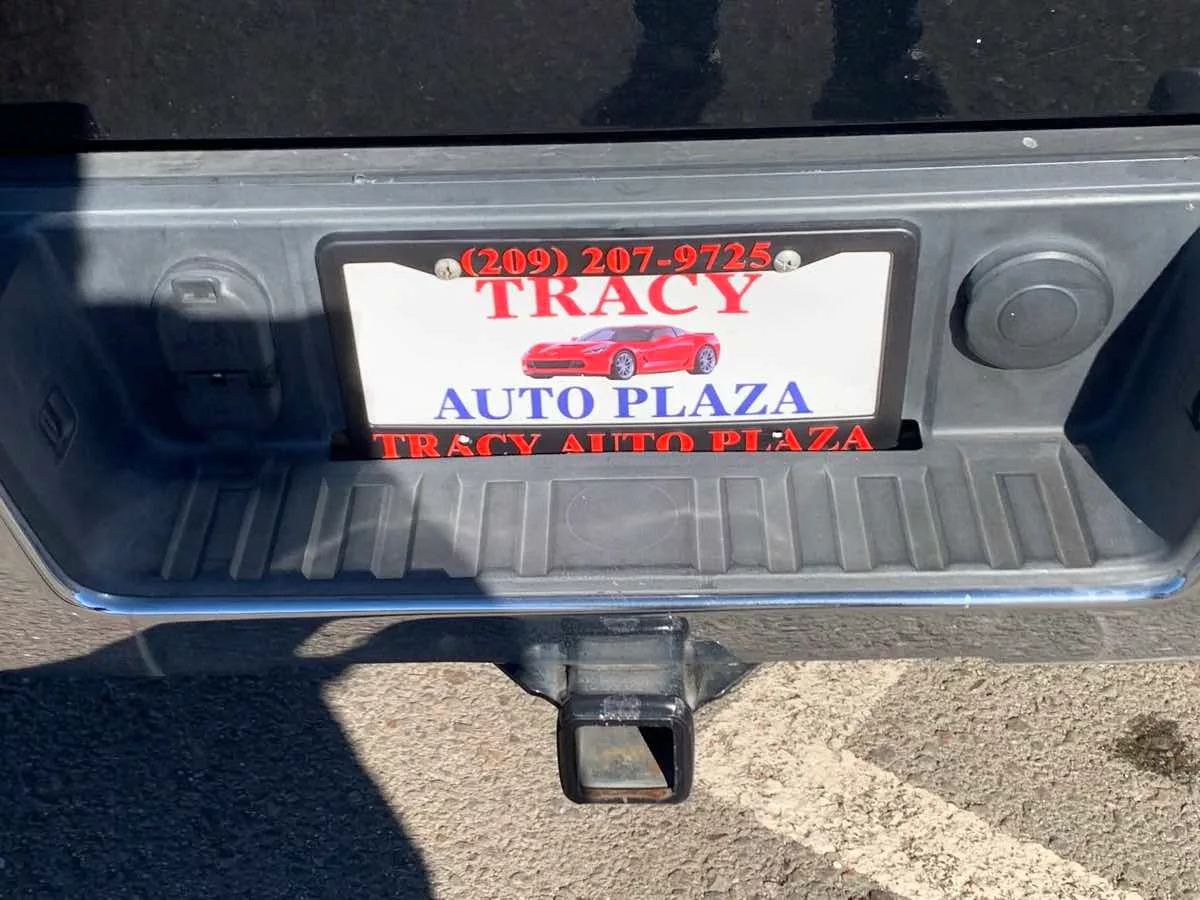 (209) 207-9725
TRACY
AUTO PLAZA
TRACY AUTO PLAZA